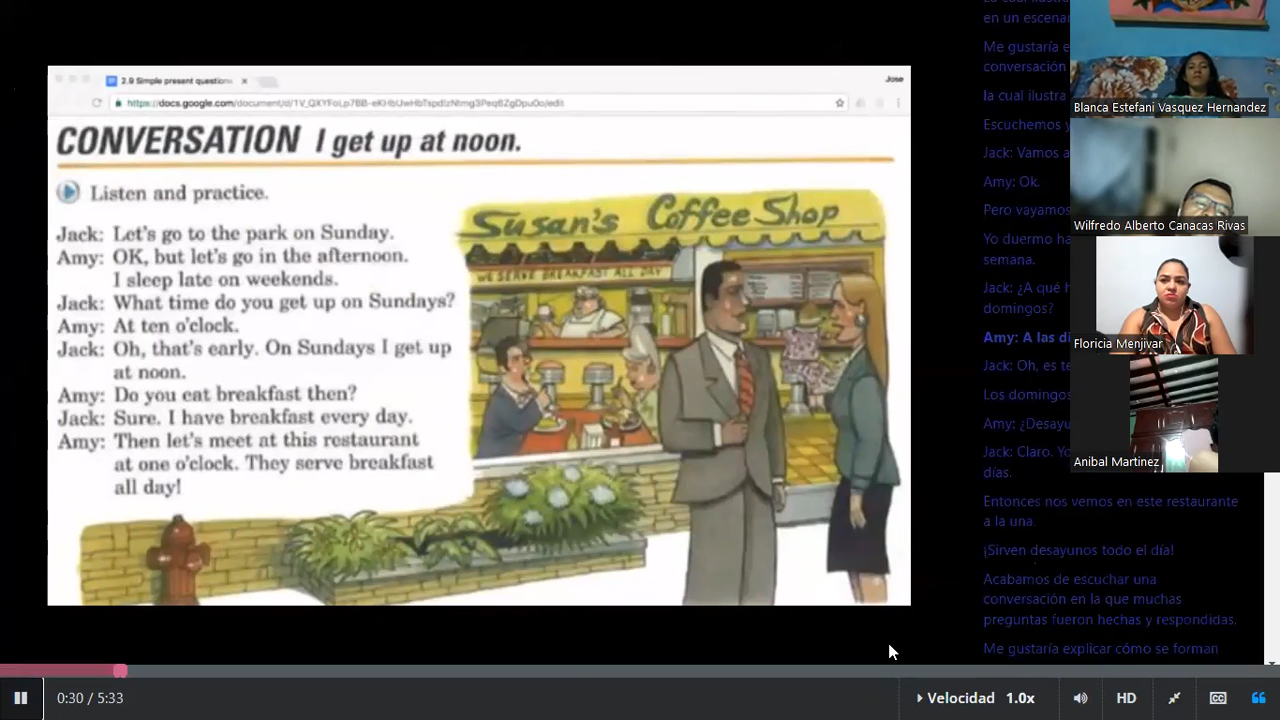 2.9 Simple present question
Jose
CONVERSATION I get up at noon.
Listen and practice.
Jack: Let's go to the park on Sunday.
Amy: OK, but let's go in the afternoon.
I sleep late on weekends.
Jack: What time do you get up on Sundays?
Amy: At ten o'clock.
Jack: Oh, that's early. On Sundays I get up
at noon.
Amy: Do you eat breakfast then?
Jack: Sure. I have breakfast every day.
Amy: Then let's meet at this restaurant
at one o'clock. They serve breakfast
all day!
Susan's Coffee Shop
WE SERVE BREAKFAST ALL DAY
en un escenar
Me gustaría e
conversación
la cual ilustra
Escuchemos y
Jack: Vamos a
Amy: Ok.
Pero vayamos
Yo duermo ha
semana.
Jack: ¿A qué h
domingos?
Amy: A las di
Jack: Oh, es te
Los domingos
Amy: ¿Desayu
Jack: Claro. Yo
días.
Entonces nos vemos en este restaurante
a la una.
¡Sirven desayunos todo el día!
Acabamos de escuchar una
conversación en la que muchas
preguntas fueron hechas y respondidas.
Me gustaría explicar cómo se forman
Blanca Estefani Vasquez Hernandez
Wilfredo Alberto Canacas Rivas
Floricia Menjivar
Anibal Martinez
0:30 / 5:33
Velocidad 1.0x
HD
CC